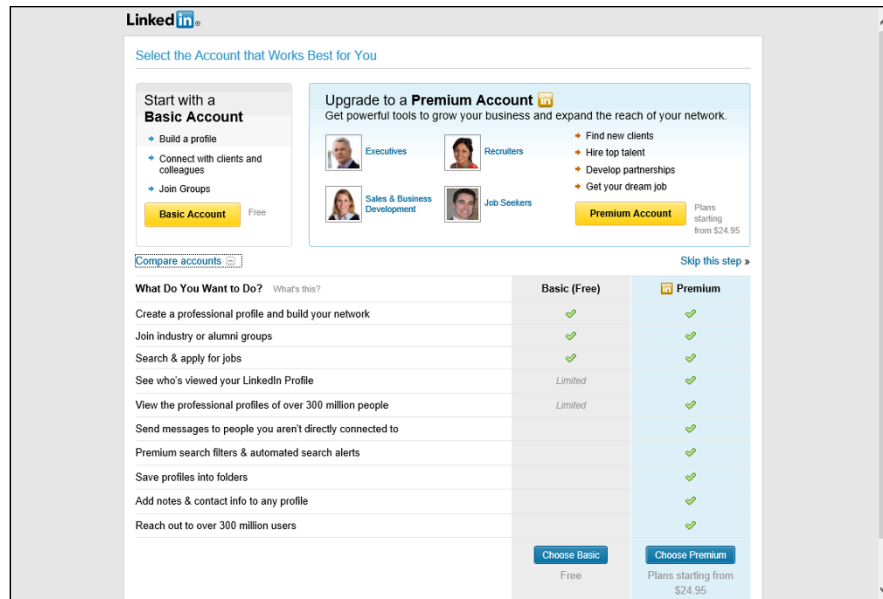 Linked in®
Select the Account that Works Best for You
Start with a
Basic Account
Build a profile
Connect with clients and
colleagues
Join Groups
Basic Account
Free
Upgrade to a Premium Account in
Get powerful tools to grow your business and expand the reach of your network.
Executives
Recruiters
Sales & Business
Development
Job Seekers
Find new clients
Hire top talent
Develop partnerships
Get your dream job
Premium Account
Plans
starting
from $24.95
Compare accounts
Skip this step »
What Do You Want to Do? What's this? Basic (Free) in Premium
Create a professional profile and build your network
Join industry or alumni groups
Search & apply for jobs
See who's viewed your LinkedIn Profile Limited
View the professional profiles of over 300 million people Limited
Send messages to people you aren't directly connected to
Premium search filters & automated search alerts
Save profiles into folders
Add notes & contact info to any profile
Reach out to over 300 million users
Choose Basic Choose Premium
Free Plans starting from
$24.95